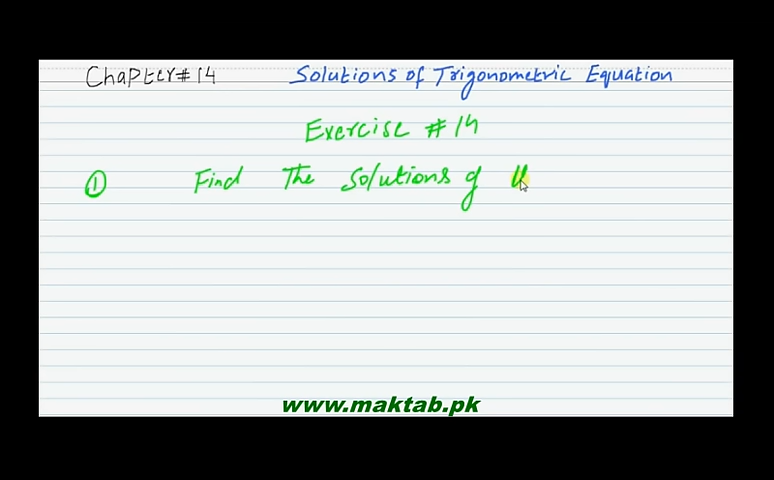 Chapter#14 Solutions of Trigonometric Equation
Exercise #14
① Find The Solutions of
www.maktab.pk